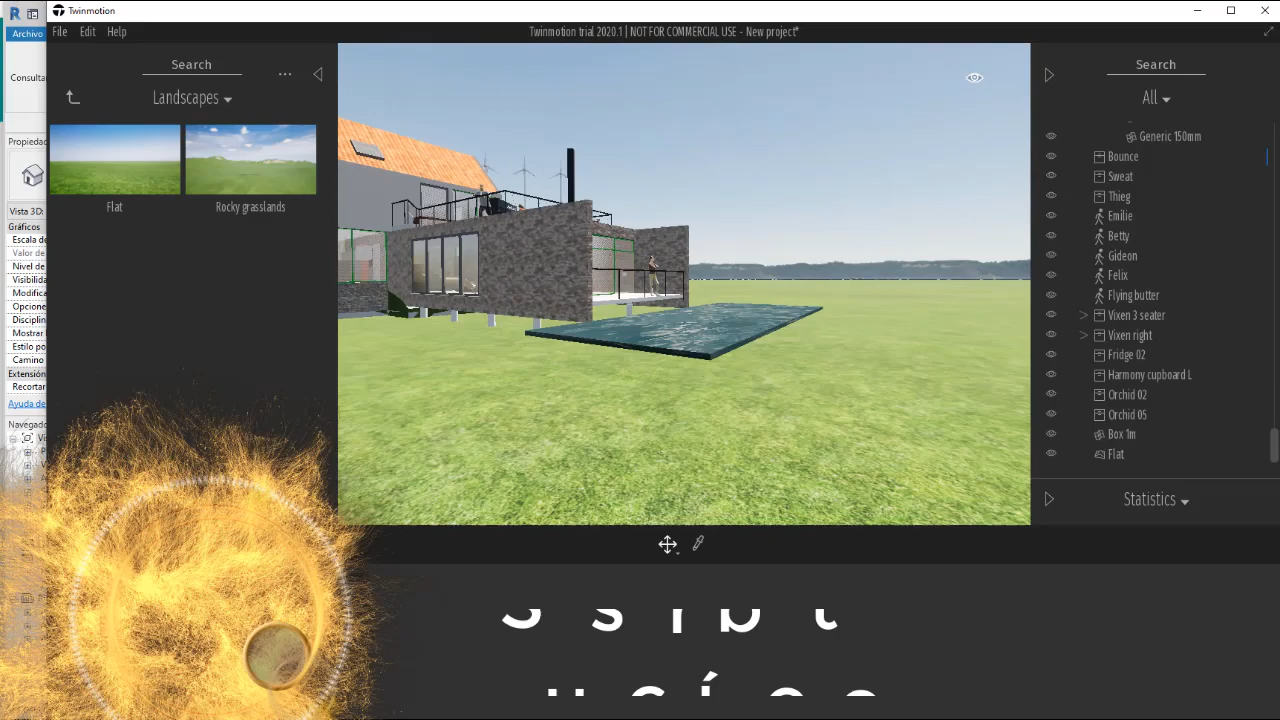 Twinmotion
File Edit Help
Twinmotion trial 2020.1 | NOT FOR COMMERCIAL USE - New project*
Archivo
Consultar
Propiedad
Vista 3D:
Gráficos
Escala de
Valor de
Nivel de
Visibilida
Modifica
Opcione
Disciplin
Mostrar
Estilo po
Camino
Extensión
Recortar
Ayuda de
Navegado
Search
Landscapes
Flat
Rocky grasslands
Search
All
Generic 150mm
Bounce
Sweat
Thieg
Emilie
Betty
Gideon
Felix
Flying butter
Vixen 3 seater
Vixen right
Fridge 02
Harmony cupboard L
Orchid 02
Orchid 05
Box 1m
Flat
Statistics